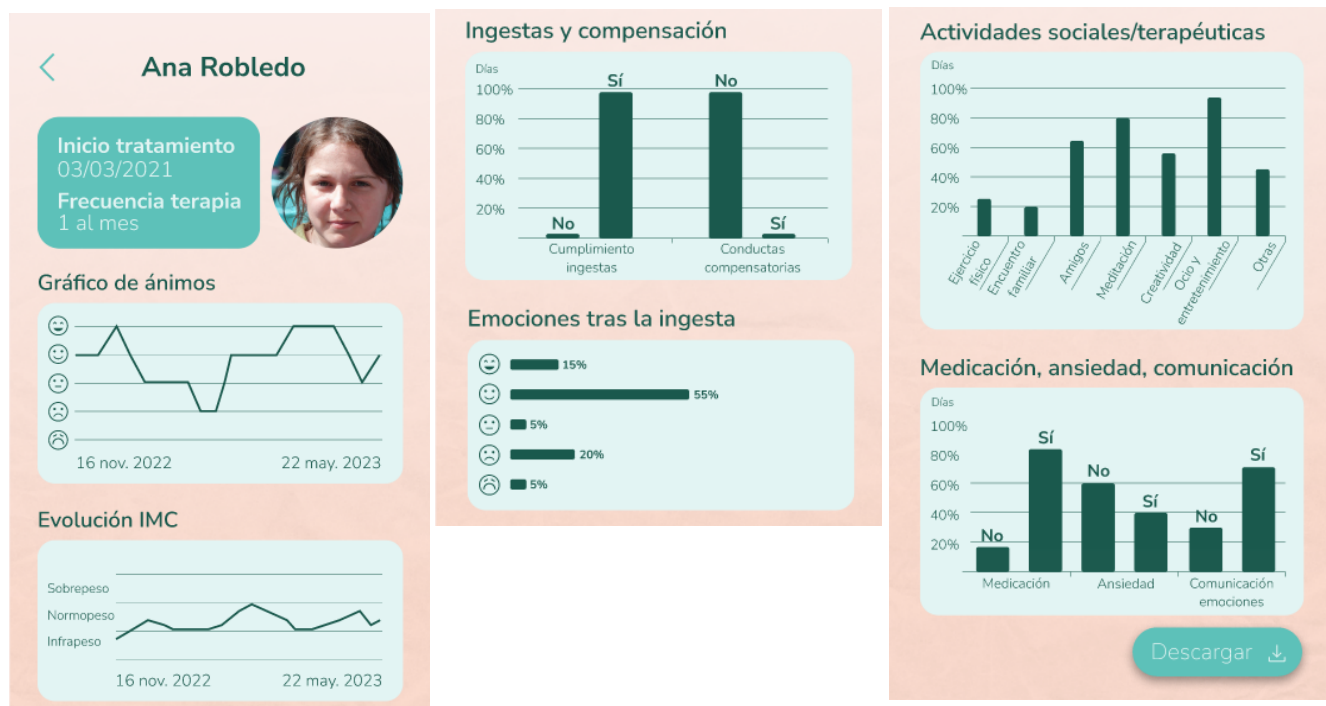 Ana Robledo
Inicio tratamiento
03/03/2021
Frecuencia terapia
1 al mes
Gráfico de ánimos
16 nov. 2022
22 may. 2023
Evolución IMC
Sobrepeso
Normopeso
Infrapeso
16 nov. 2022
22 may. 2023
Ingestas y compensación
Días
100%
80%
60%
40%
20%
No
Sí
No
Sí
Cumplimiento
ingestas
Conductas
compensatorias
Emociones tras la ingesta
15%
55%
5%
20%
5%
Actividades sociales/terapéuticas
Días
100%
80%
60%
40%
20%
Ejercicio
físico
Encuentro
familiar
Amigos
Meditación
Creatividad
Ocio y
entretenimiento
Otras
Medicación, ansiedad, comunicación
Días
100%
80%
60%
40%
20%
No
Sí
No
Sí
No
Sí
Medicación
Ansiedad
Comunicación
emociones
Descargar